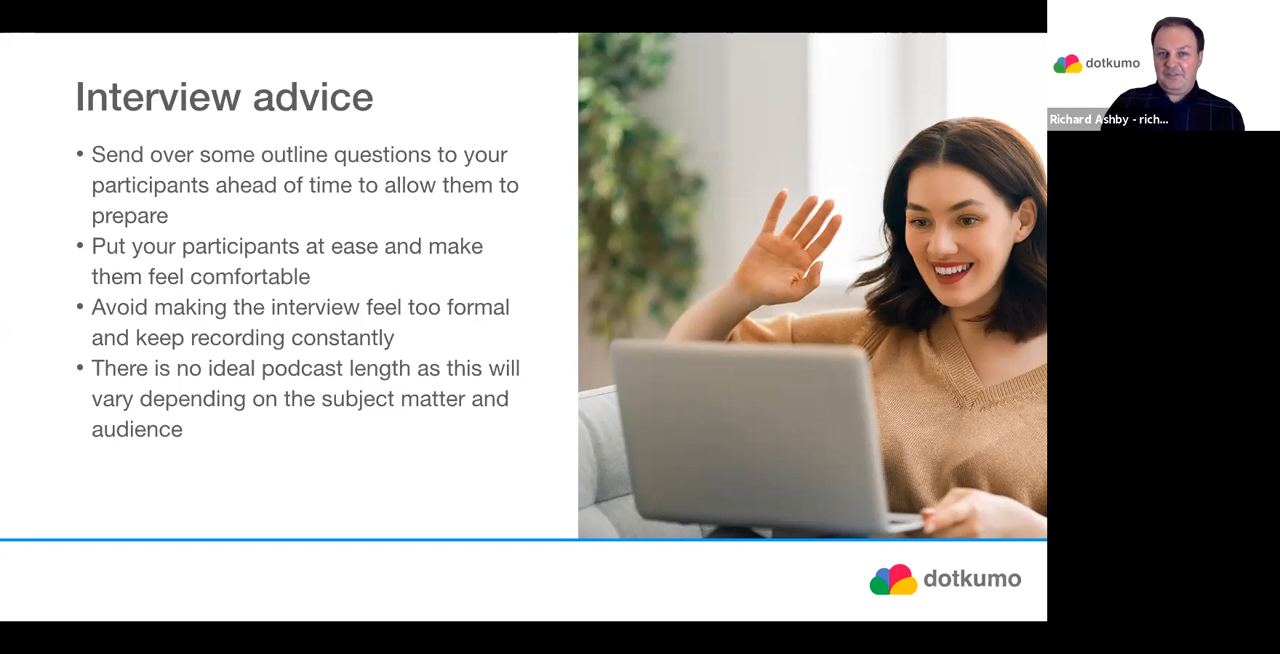 Interview advice
• Send over some outline questions to your
participants ahead of time to allow them to
prepare
• Put your participants at ease and make
them feel comfortable
• Avoid making the interview feel too formal
and keep recording constantly
• There is no ideal podcast length as this will
vary depending on the subject matter and
audience
dotkumo
dotkumo
Richard Ashby - rich...